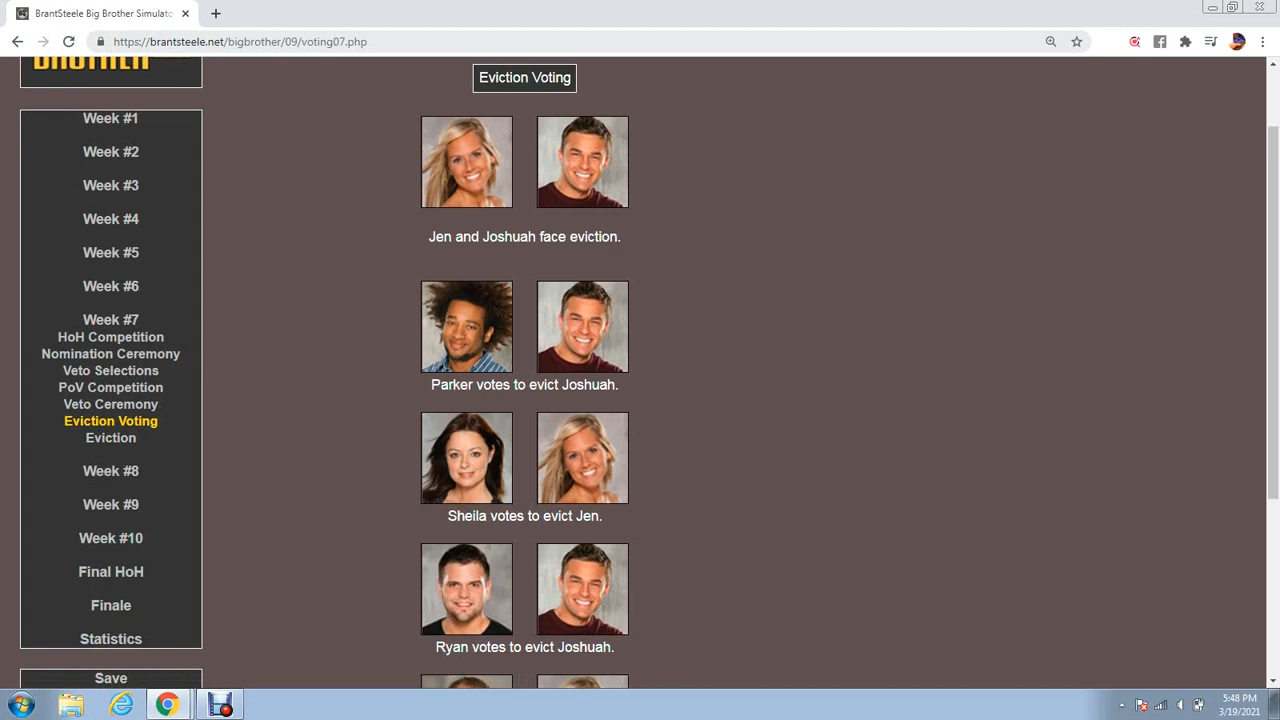 BrantSteele Big Brother Simulato
https://brantsteele.net/bigbrother/09/voting07.php
BROTHER
Week #1
Week #2
Week #3
Week #4
Week #5
Week #6
Week #7
HoH Competition
Nomination Ceremony
Veto Selections
PoV Competition
Veto Ceremony
Eviction Voting
Eviction
Week #8
Week #9
Week #10
Final HoH
Finale
Statistics
Save
Eviction Voting
Jen and Joshuah face eviction.
Parker votes to evict Joshuah.
Sheila votes to evict Jen.
Ryan votes to evict Joshuah.
5:48 PM
3/19/2021